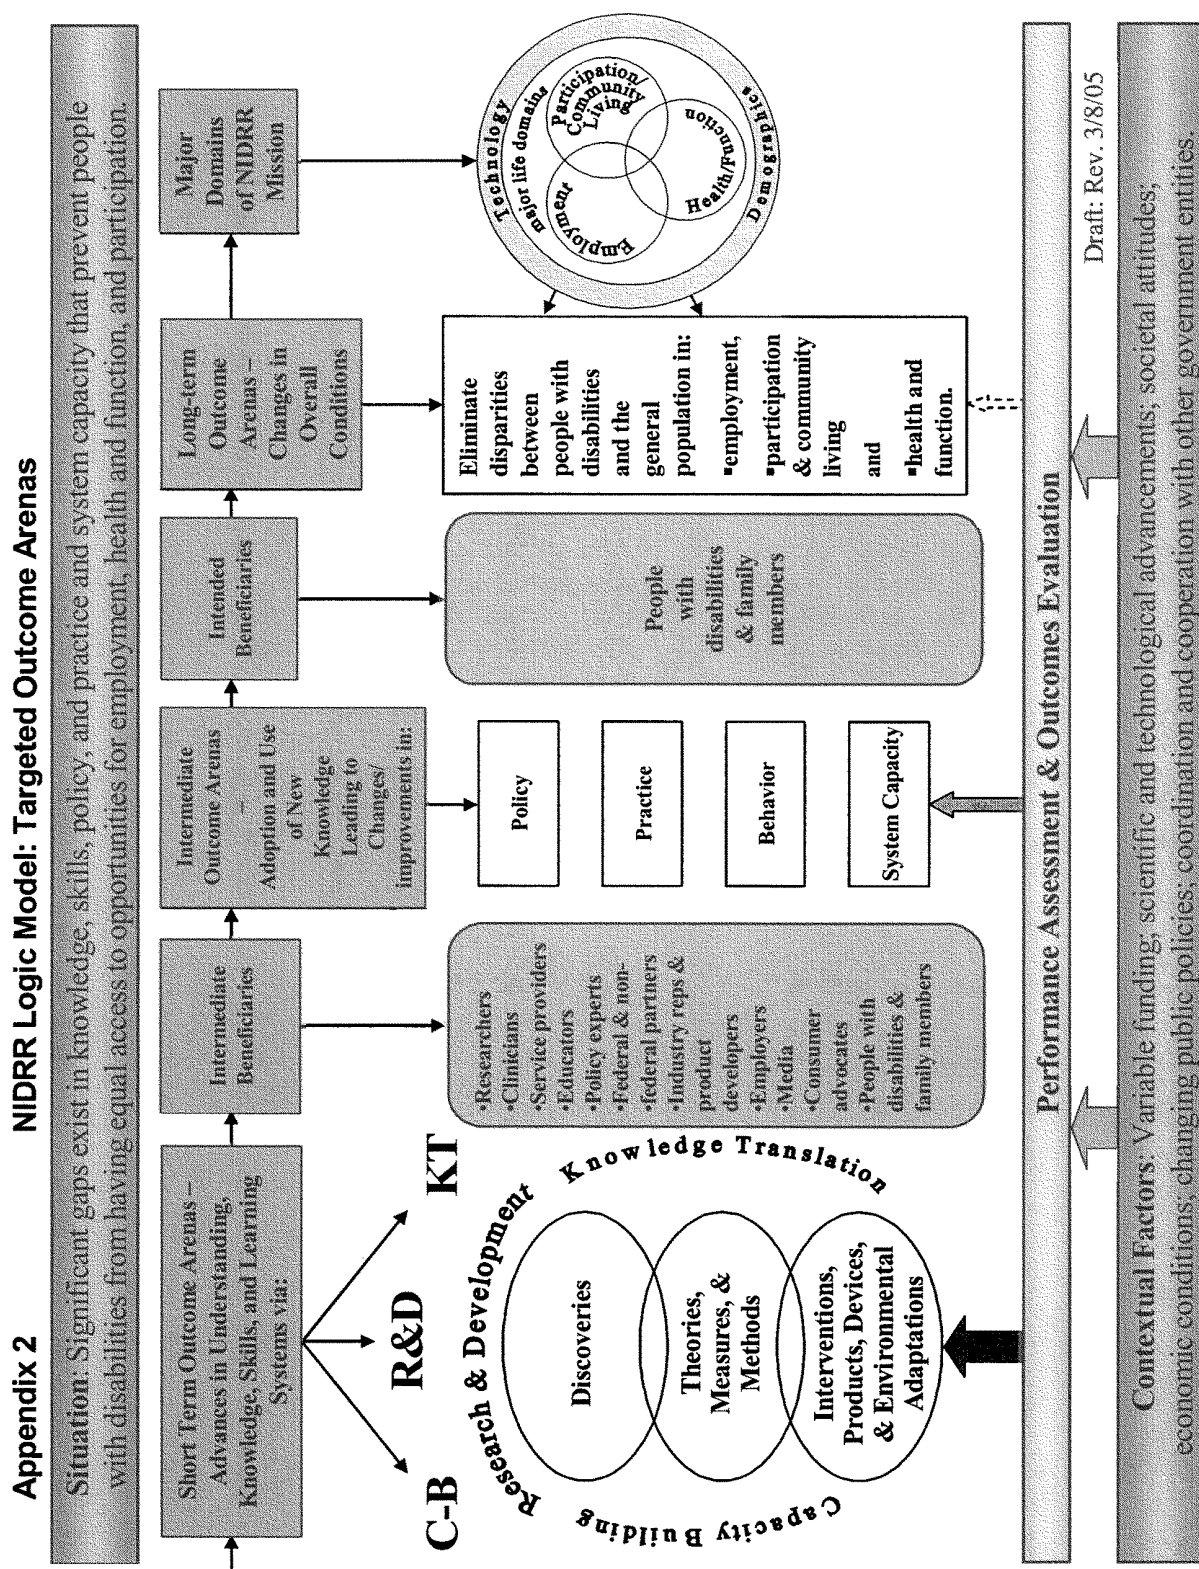 Appendix 2
NIDRR Logic Model: Targeted Outcome Arenas
Situation: Significant gaps exist in knowledge, skills, policy, and practice and system capacity that prevent people
with disabilities from having equal access to opportunities for employment, health and function, and participation.
Short Term Outcome Arenas –
Advances in Understanding,
Knowledge, Skills, and Learning
Systems via:
Intermediate
Beneficiaries
Intermediate
Outcome Arenas
–
Adoption and Use
of New
Knowledge
Leading to
Changes/
improvements in:
Intended
Beneficiaries
Long-term
Outcome
Arenas –
Changes in
Overall
Conditions
Major
Domains
of NIDRR
Mission
C-B
R&D
KT
Research & Development
Knowledge Translation
Capacity Building
Discoveries
Theories,
Measures, &
Methods
Interventions,
Products, Devices,
& Environmental
Adaptations
•Researchers
•Clinicians
•Service providers
•Educators
•Policy experts
•Federal & non-
•federal partners
•Industry reps &
product
developers
•Employers
•Media
•Consumer
advocates
•People with
disabilities &
family members
Policy
Practice
Behavior
System Capacity
People
with
disabilities
& family
members
Eliminate
disparities
between
people with
disabilities
and the
general
population in:
▪employment,
▪participation
& community
living
and
▪health and
function.
Technology
major life domains
Employment
Participation/
Community
Living
Health/Function
Demographics
Performance Assessment & Outcomes Evaluation
Draft: Rev. 3/8/05
Contextual Factors: Variable funding; scientific and technological advancements; societal attitudes;
economic conditions; changing public policies; coordination and cooperation with other government entities.